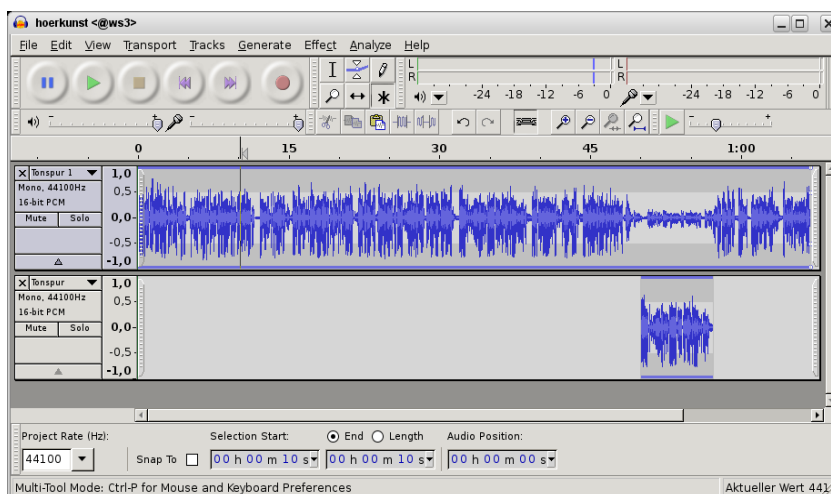 hoerkunst <@ws3>
File Edit View Transport Tracks Generate Effect Analyze Help
L
R
-24 -18 -12 -6 0
L
R
-24 -18 -12 -6 0
0 15 30 45 1:00
Tonspur 1
Mono, 44100Hz
16-bit PCM
Mute Solo
1,0
0,5
0,0
-0,5
-1,0
Tonspur
Mono, 44100Hz
16-bit PCM
Mute Solo
1,0
0,5
0,0
-0,5
-1,0
Project Rate (Hz): Selection Start: End Length Audio Position:
44100 Snap To 00 h 00 m 10 s 00 h 00 m 10 s 00 h 00 m 00 s
Multi-Tool Mode: Ctrl-P for Mouse and Keyboard Preferences Aktueller Wert 441